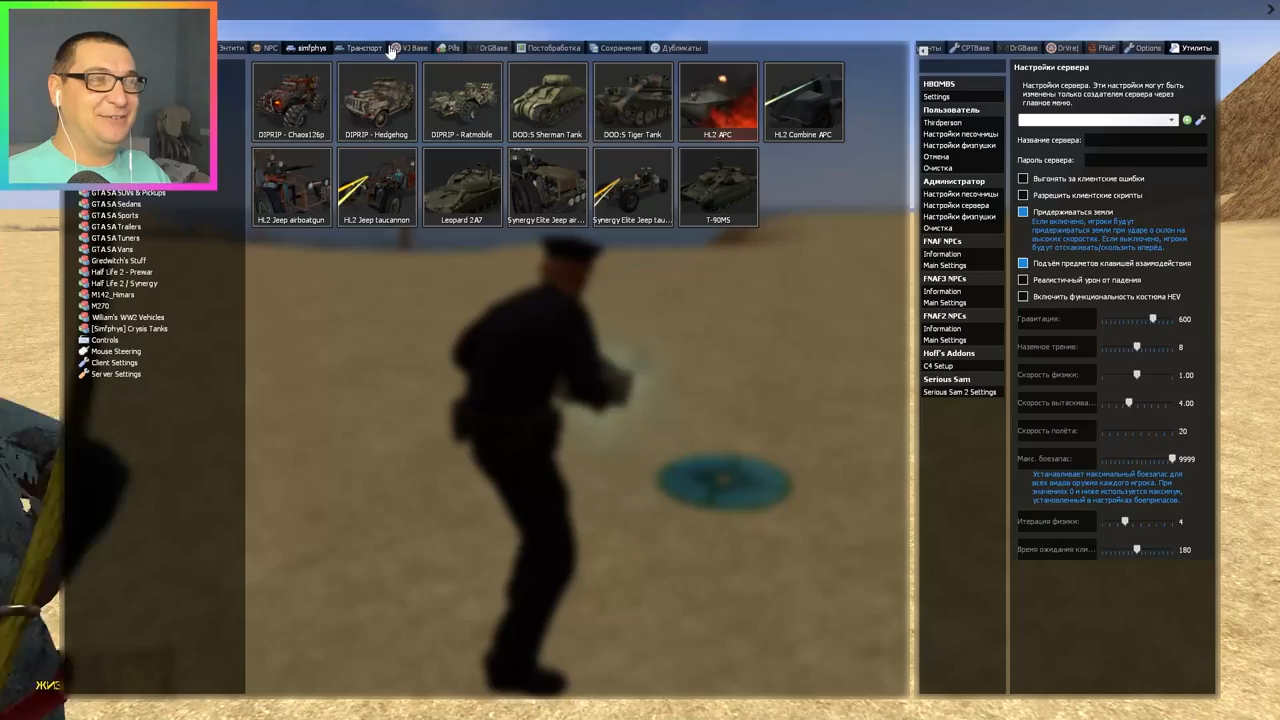 нтити NPC simfphys Транспорт VJ Base Pills DrGBase Постобработка Сохранения Дубликаты
DIPRIP - Chaos126p DIPRIP - Hedgehog DIPRIP - Ratmobile DOD:S Sherman Tank DOD:S Tiger Tank HL2 APC HL2 Combine APC
HL2 Jeep airboatgun HL2 Jeep taucannon Leopard 2A7 Synergy Elite Jeep air... Synergy Elite Jeep tau... T-90MS
GTA SA SUVs & Pickups
GTA SA Sedans
GTA SA Sports
GTA SA Trailers
GTA SA Tuners
GTA SA Vans
Gredwitch's Stuff
Half Life 2 - Prewar
Half Life 2 / Synergy
M142_Himars
M270
William's WW2 Vehicles
[Simfphys] Crysis Tanks
Controls
Mouse Steering
Client Settings
Server Settings
ЖИЗ
нты CPTBase DrGBase DrVrej FNaF Options Утилиты
HBOMBS
Settings
Пользователь
Thirdperson
Настройки песочницы
Настройки физпушки
Отмена
Очистка
Администратор
Настройки песочницы
Настройки сервера
Настройки физпушки
Очистка
FNAF NPCs
Information
Main Settings
FNAF3 NPCs
Information
Main Settings
FNAF2 NPCs
Information
Main Settings
Hoff's Addons
C4 Setup
Serious Sam
Serious Sam 2 Settings
Настройки сервера
Настройки сервера. Эти настройки могут быть
изменены только создателем сервера через
главное меню.
Название сервера:
Пароль сервера:
Выгонять за клиентские ошибки
Разрешить клиентские скрипты
Придерживаться земли
Если включено, игроки будут
придерживаться земли при ударе о склон на
высоких скоростях. Если выключено, игроки
будут отскакивать/скользить вперёд.
Подъём предметов клавишей взаимодействия
Реалистичный урон от падения
Включить функциональность костюма HEV
Гравитация: 600
Наземное трение: 8
Скорость физики: 1.00
Скорость вытаскива... 4.00
Скорость полёта: 20
Макс. боезапас: 9999
Устанавливает максимальный боезапас для
всех видов оружия каждого игрока. При
значениях 0 и ниже используется максимум,
установленный в настройках боеприпасов.
Итерация физики: 4
Время ожидания кли... 180